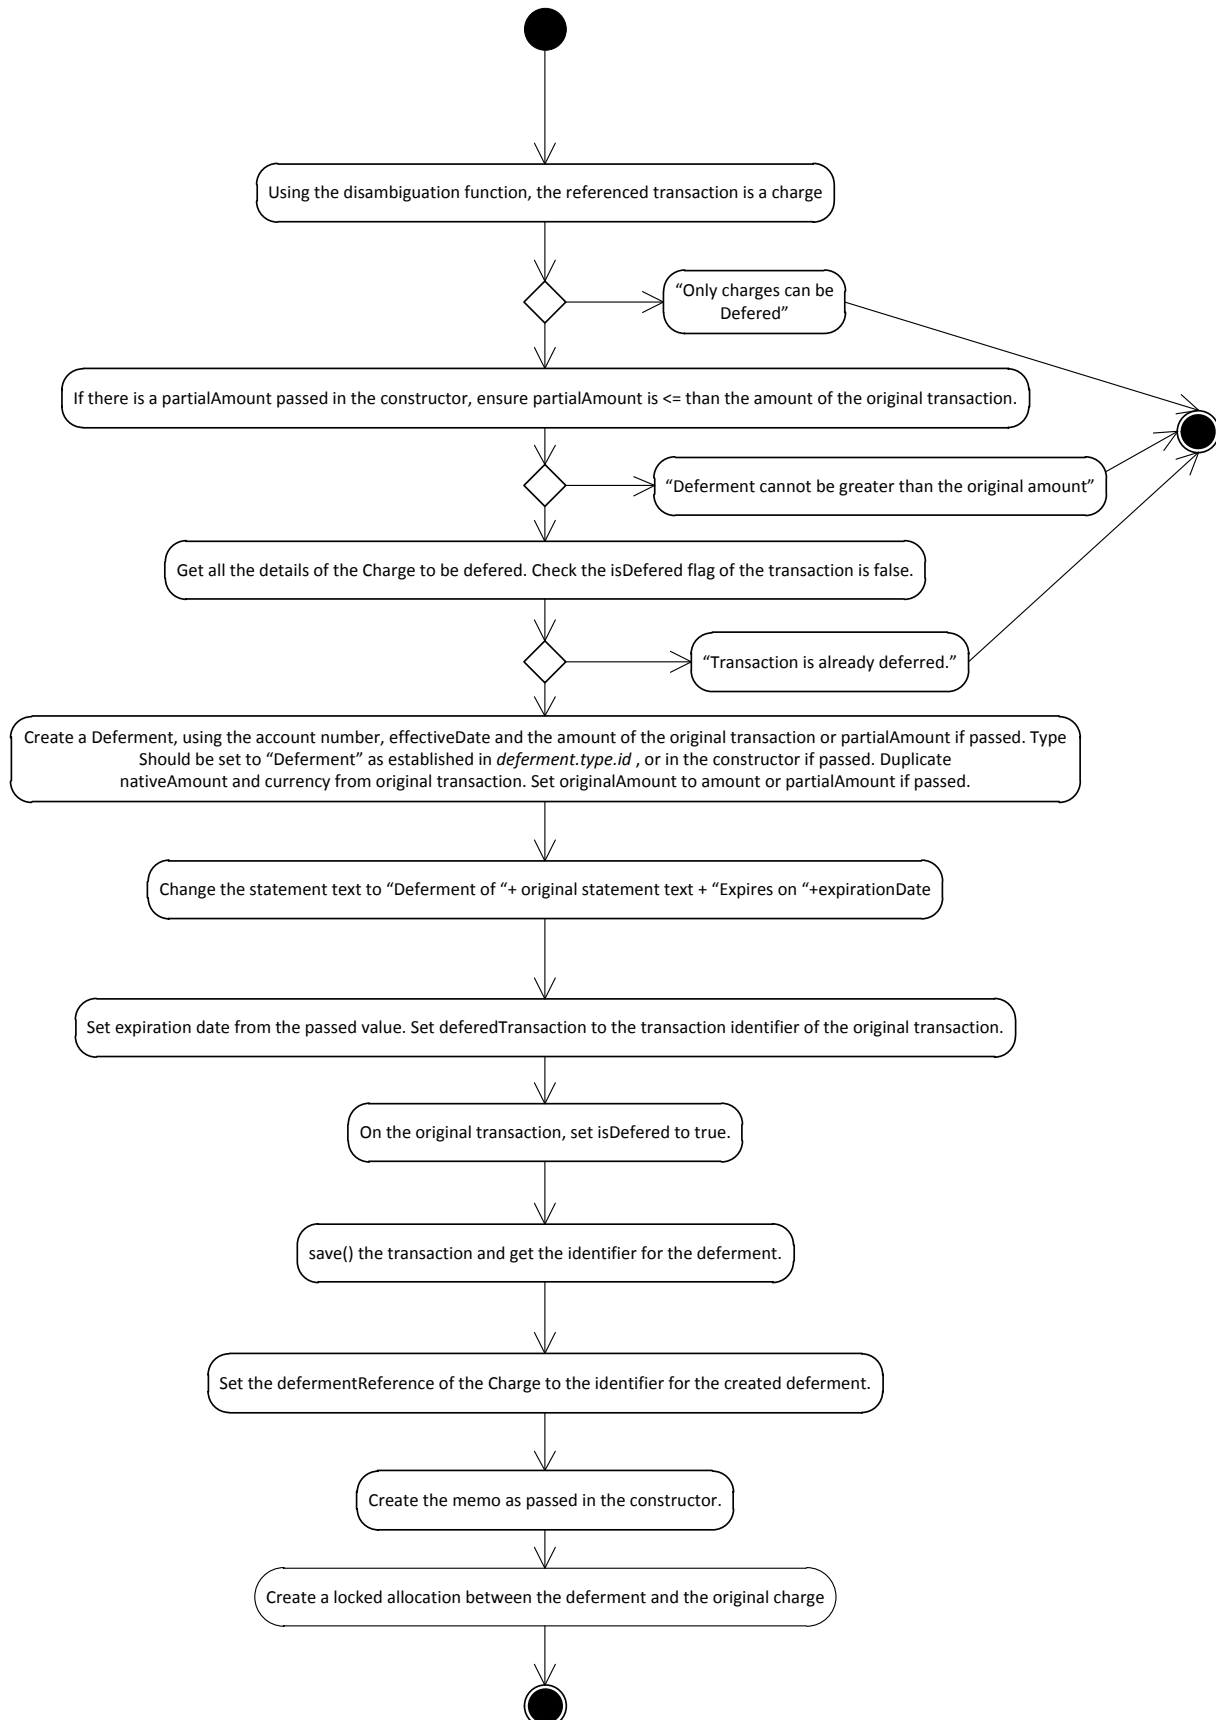 Using the disambiguation function, the referenced transaction is a charge
“Only charges can be
Defered”
If there is a partialAmount passed in the constructor, ensure partialAmount is <= than the amount of the original transaction.
“Deferment cannot be greater than the original amount”
Get all the details of the Charge to be defered. Check the isDefered flag of the transaction is false.
“Transaction is already deferred.”
Create a Deferment, using the account number, effectiveDate and the amount of the original transaction or partialAmount if passed. Type
Should be set to “Deferment” as established in deferment.type.id , or in the constructor if passed. Duplicate
nativeAmount and currency from original transaction. Set originalAmount to amount or partialAmount if passed.
Change the statement text to “Deferment of “+ original statement text + “Expires on “+expirationDate
Set expiration date from the passed value. Set deferedTransaction to the transaction identifier of the original transaction.
On the original transaction, set isDefered to true.
save() the transaction and get the identifier for the deferment.
Set the defermentReference of the Charge to the identifier for the created deferment.
Create the memo as passed in the constructor.
Create a locked allocation between the deferment and the original charge